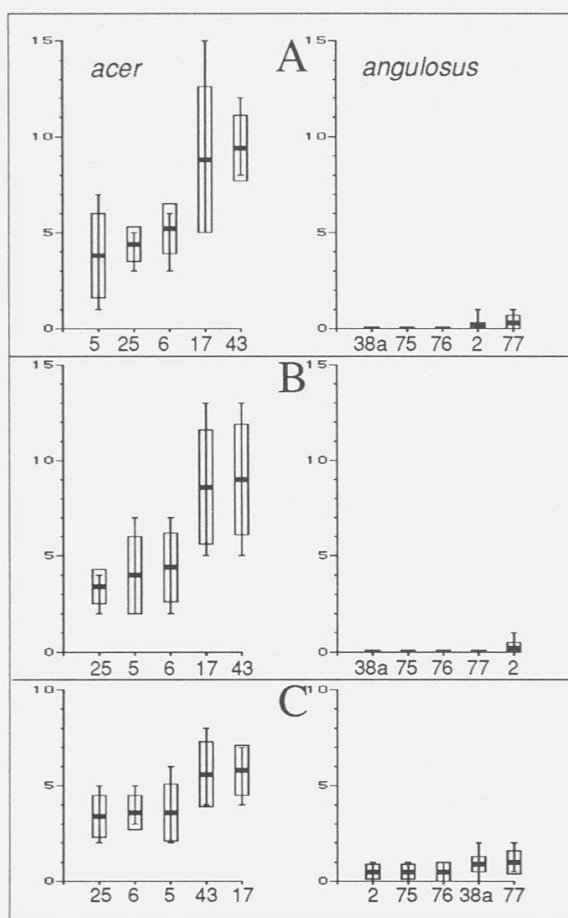 acer A angulosus
15 15
10 10
5 5
0 0
5 25 6 17 43 38a 75 76 2 77
B
15 15
10 10
5 5
0 0
25 5 6 17 43 38a 75 76 77 2
C
10 10
5 5
0 0
25 6 5 43 17 2 75 76 38a 77